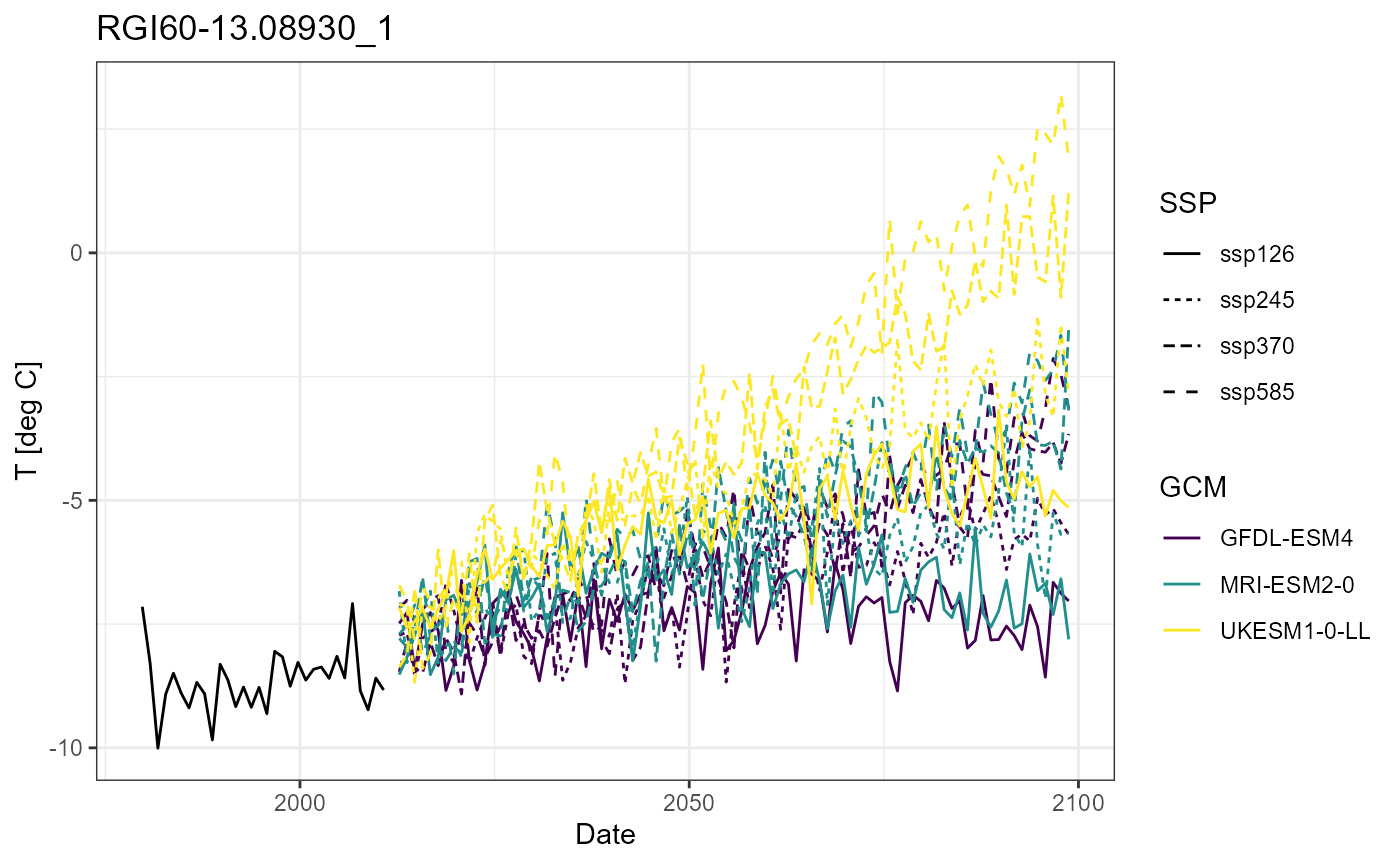 RGI60-13.08930_1
T [deg C]
0
-5
-10
2000
2050
2100
Date
SSP
ssp126
ssp245
ssp370
ssp585
GCM
GFDL-ESM4
MRI-ESM2-0
UKESM1-0-LL